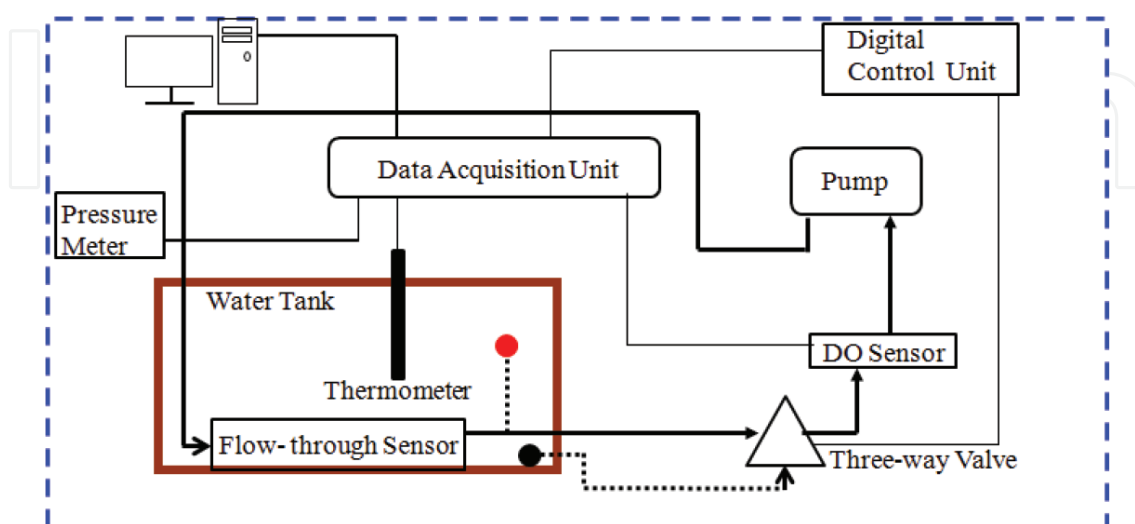 Digital
Control Unit
Data Acquisition Unit
Pump
Pressure
Meter
Water Tank
DO Sensor
Thermometer
Flow- through Sensor
Three-way Valve